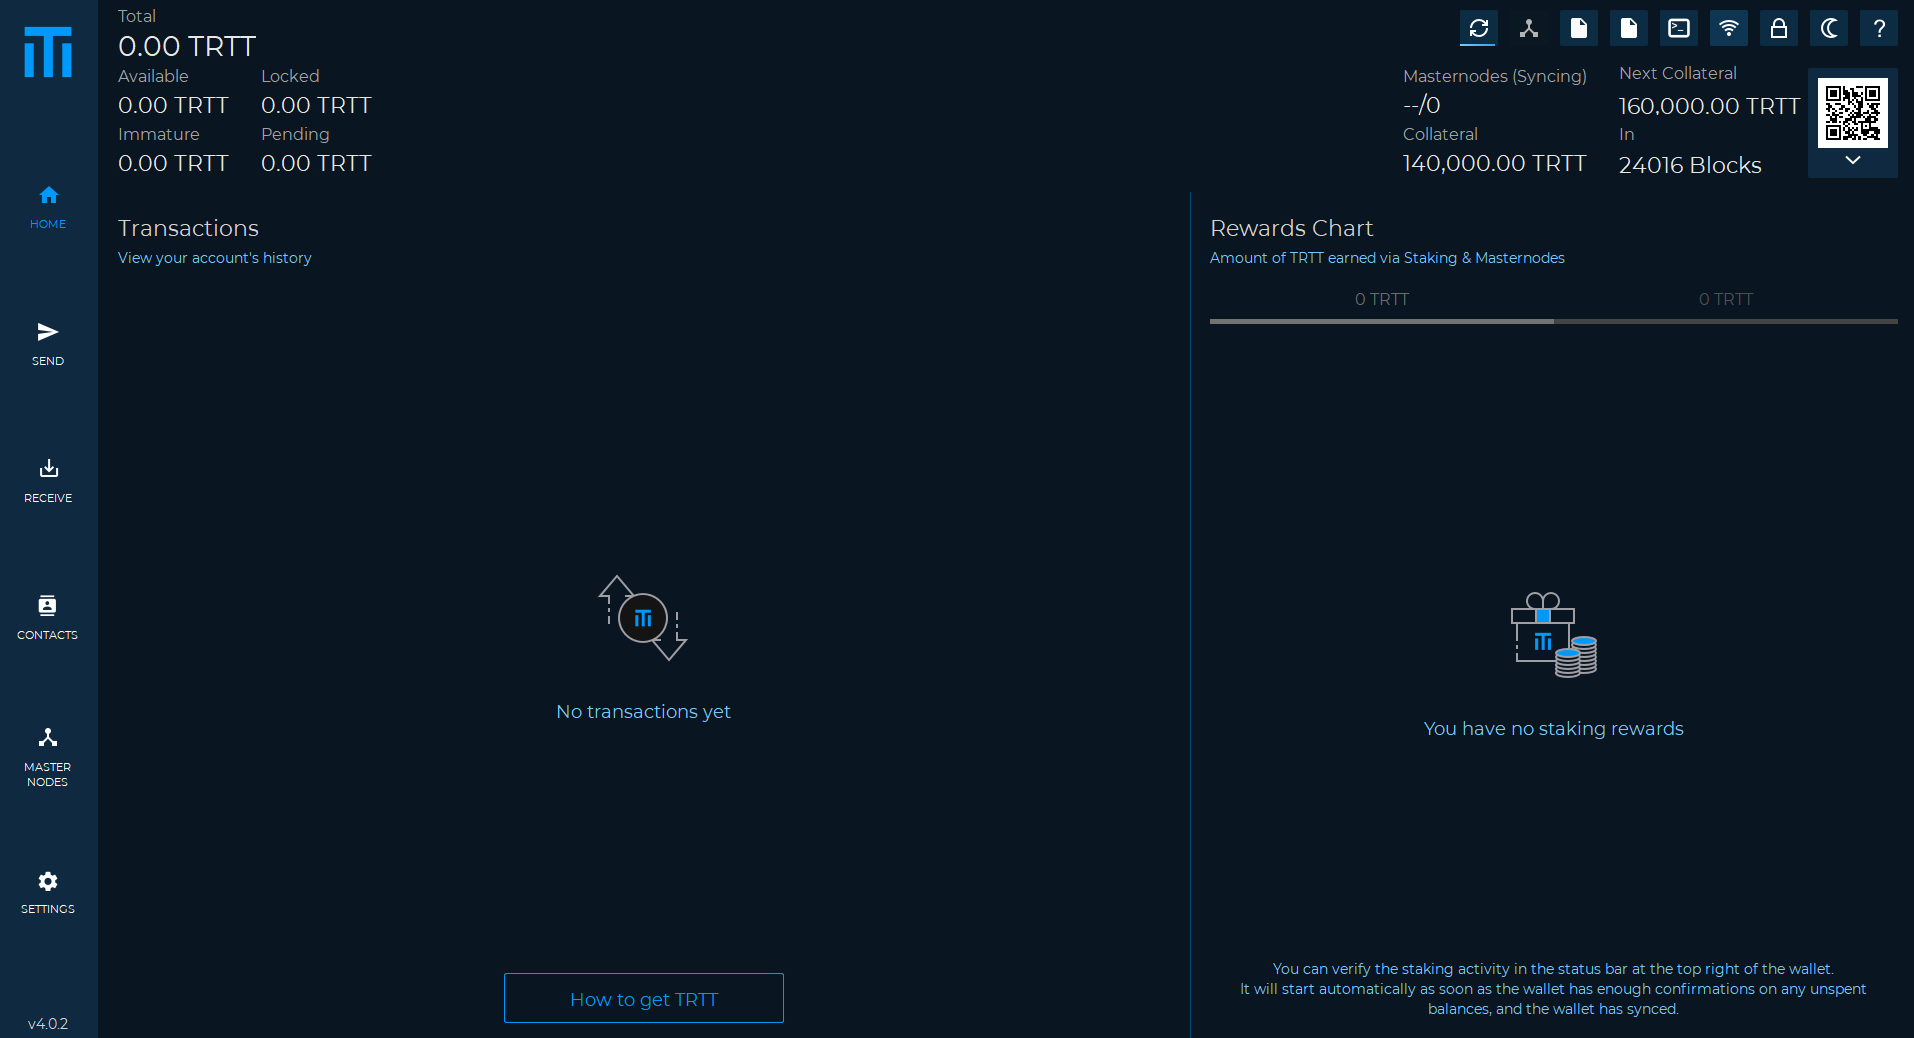 Total
0.00 TRTT
Available
Locked
0.00 TRTT
0.00 TRTT
Immature
Pending
0.00 TRTT
0.00 TRTT
Masternodes (Syncing)
--/0
Collateral
140,000.00 TRTT
Next Collateral
160,000.00 TRTT
In
24016 Blocks
?
HOME
SEND
RECEIVE
CONTACTS
MASTER
NODES
SETTINGS
v4.0.2
Transactions
View your account's history
No transactions yet
How to get TRTT
Rewards Chart
Amount of TRTT earned via Staking & Masternodes
0 TRTT
0 TRTT
You have no staking rewards
You can verify the staking activity in the status bar at the top right of the wallet.
It will start automatically as soon as the wallet has enough confirmations on any unspent
balances, and the wallet has synced.